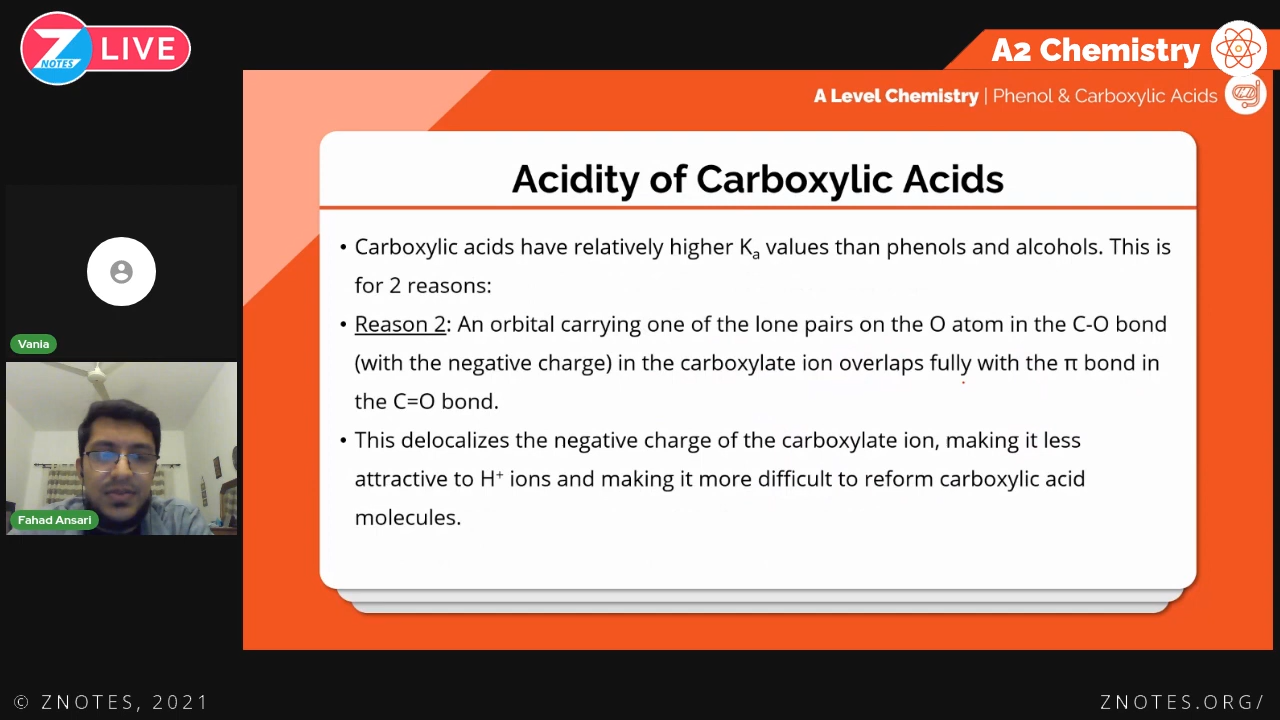 Z NOTES LIVE
A2 Chemistry
A Level Chemistry | Phenol & Carboxylic Acids
Acidity of Carboxylic Acids
• Carboxylic acids have relatively higher Kₐ values than phenols and alcohols. This is
for 2 reasons:
• Reason 2: An orbital carrying one of the lone pairs on the O atom in the C-O bond
(with the negative charge) in the carboxylate ion overlaps fully with the π bond in
the C=O bond.
• This delocalizes the negative charge of the carboxylate ion, making it less
attractive to H⁺ ions and making it more difficult to reform carboxylic acid
molecules.
Vania
Fahad Ansari
© ZNOTES, 2021
ZNOTES.ORG/